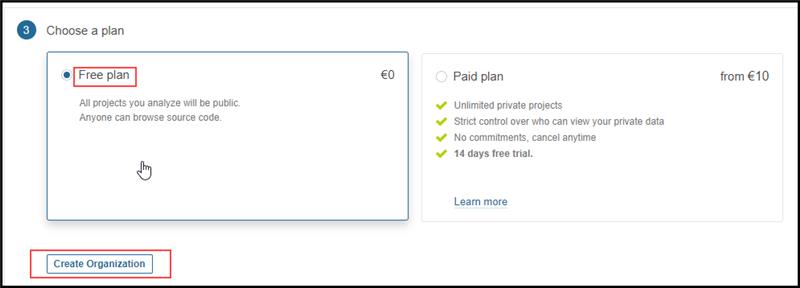 3 Choose a plan
Free plan €0
All projects you analyze will be public.
Anyone can browse source code.
Paid plan from €10
Unlimited private projects
Strict control over who can view your private data
No commitments, cancel anytime
14 days free trial.
Learn more
Create Organization